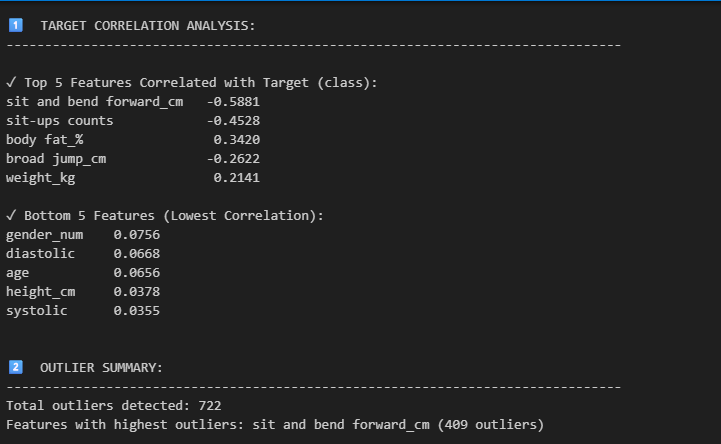 1 TARGET CORRELATION ANALYSIS:
--------------------------------------------------------------------------------
✓ Top 5 Features Correlated with Target (class):
sit and bend forward_cm   -0.5881
sit-ups counts            -0.4528
body fat_%                 0.3420
broad jump_cm             -0.2622
weight_kg                  0.2141
✓ Bottom 5 Features (Lowest Correlation):
gender_num    0.0756
diastolic     0.0668
age           0.0656
height_cm     0.0378
systolic      0.0355
2 OUTLIER SUMMARY:
--------------------------------------------------------------------------------
Total outliers detected: 722
Features with highest outliers: sit and bend forward_cm (409 outliers)